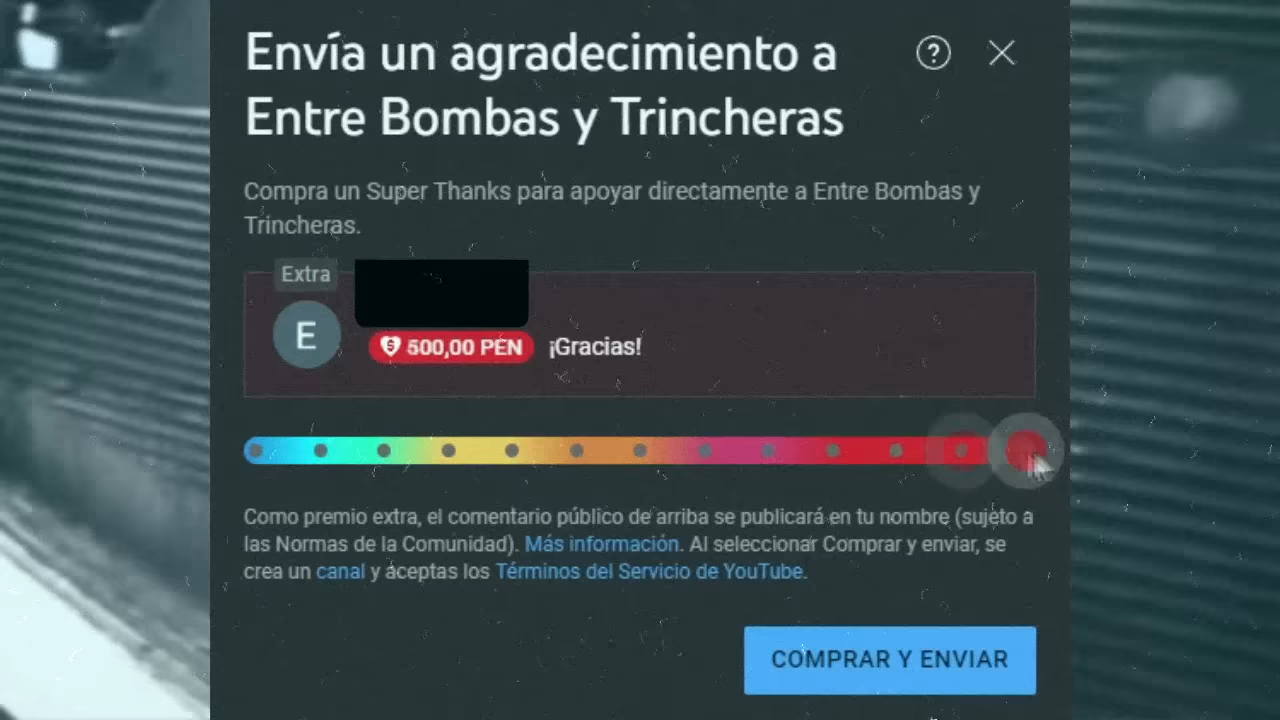 Envía un agradecimiento a
Entre Bombas y Trincheras
Compra un Super Thanks para apoyar directamente a Entre Bombas y
Trincheras.
Extra
E
500,00 PEN ¡Gracias!
Como premio extra, el comentario público de arriba se publicará en tu nombre (sujeto a
las Normas de la Comunidad). Más información. Al seleccionar Comprar y enviar, se
crea un canal y aceptas los Términos del Servicio de YouTube.
COMPRAR Y ENVIAR